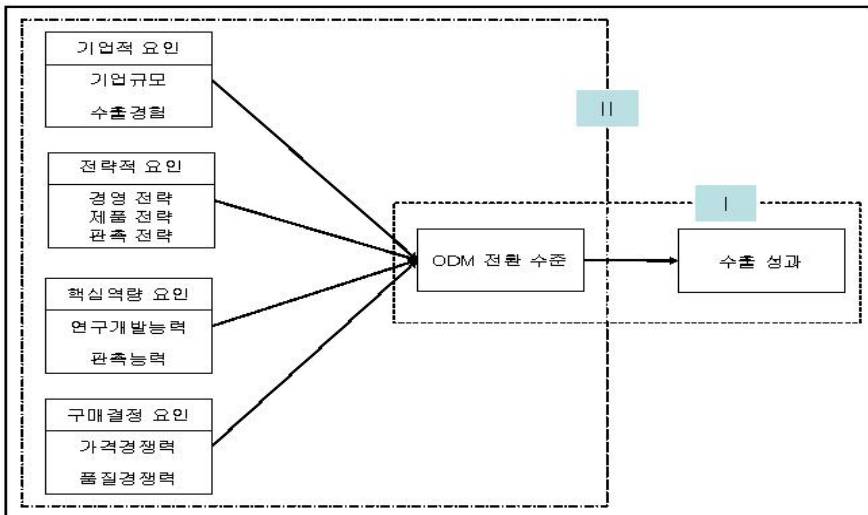 기업적 요인
기업규모
수출경험
II
전략적 요인
경영 전략
제품 전략
판촉 전략
I
ODM 전환 수준
수출 성과
핵심역량 요인
연구개발능력
판촉능력
구매결정 요인
가격경쟁력
품질경쟁력